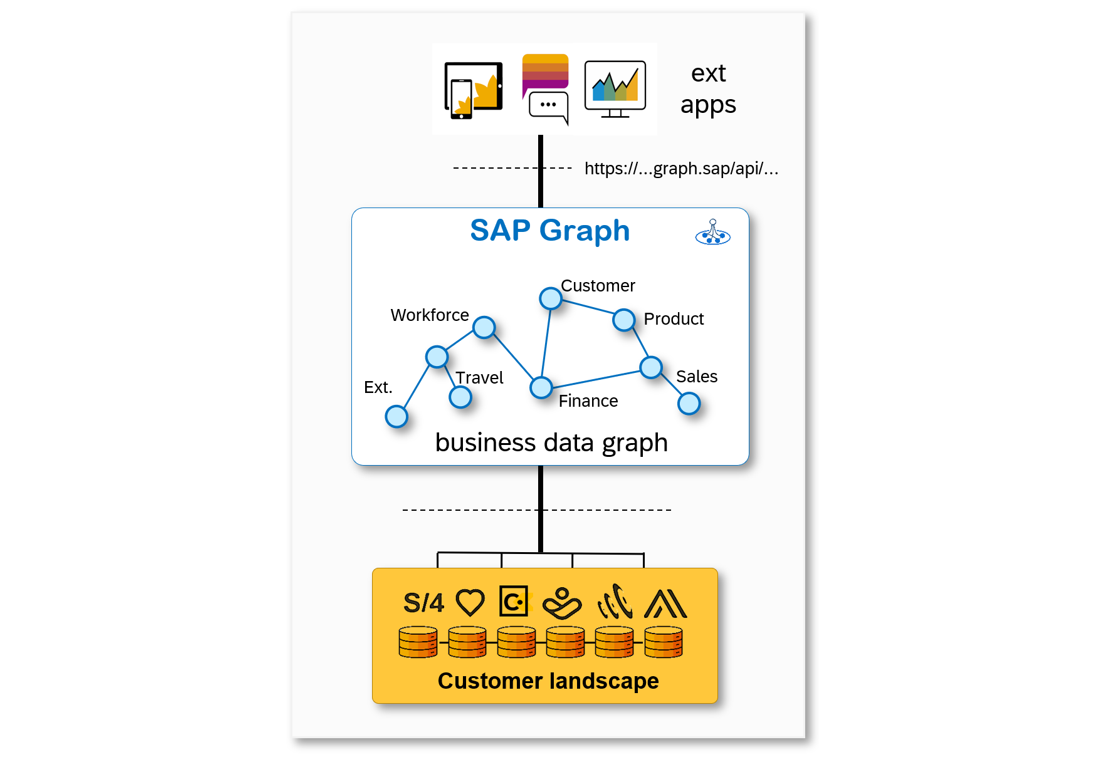 ext
apps
https://...graph.sap/api/...
SAP Graph
Customer
Workforce
Product
Travel
Sales
Ext.
Finance
business data graph
S/4
C
Customer landscape